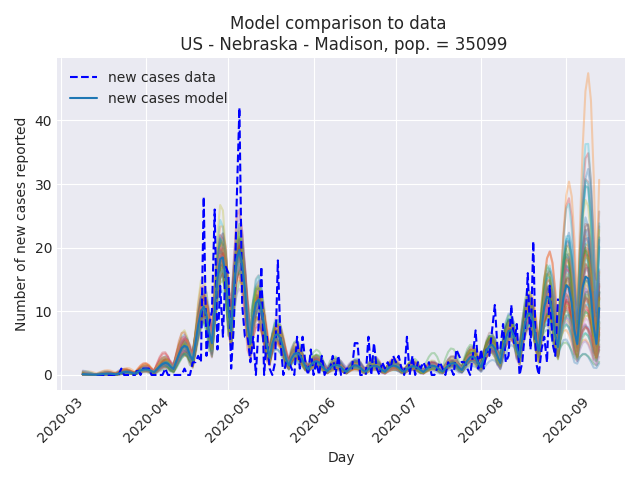 Model comparison to data
US - Nebraska - Madison, pop. = 35099
new cases data
new cases model
Number of new cases reported
40
30
20
10
0
2020-03
2020-04
2020-05
2020-06
2020-07
2020-08
2020-09
Day